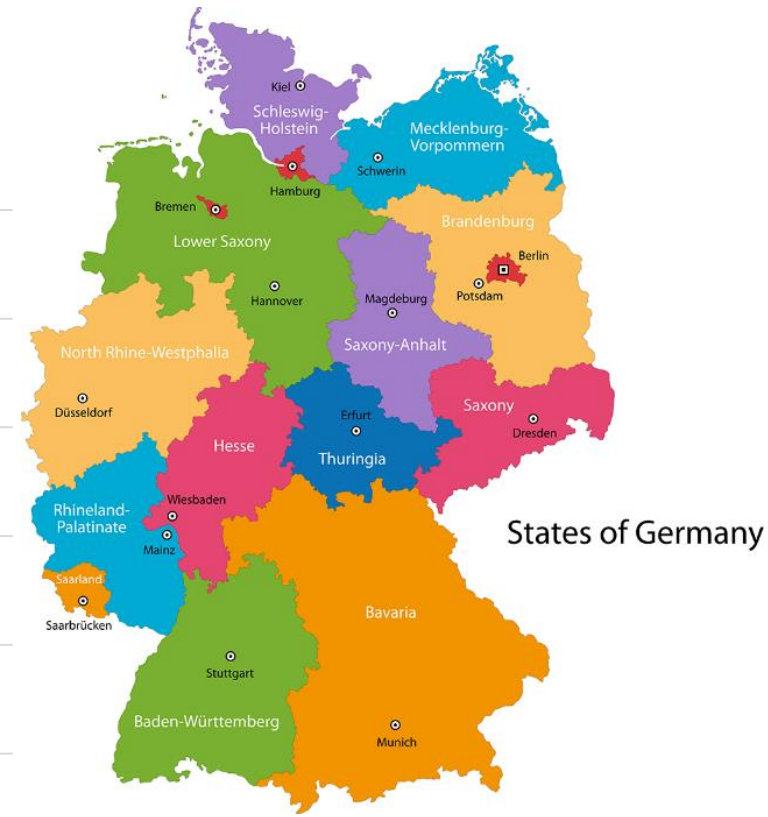 Kiel
Schleswig-
Holstein
Mecklenburg-
Vorpommern
Schwerin
Hamburg
Bremen
Brandenburg
Lower Saxony
Berlin
Potsdam
Hannover
Magdeburg
Saxony-Anhalt
North Rhine-Westphalia
Düsseldorf
Saxony
Erfurt
Dresden
Hesse
Thuringia
Wiesbaden
Rhineland-
Palatinate
Mainz
States of Germany
Saarland
Saarbrücken
Bavaria
Stuttgart
Baden-Württemberg
Munich